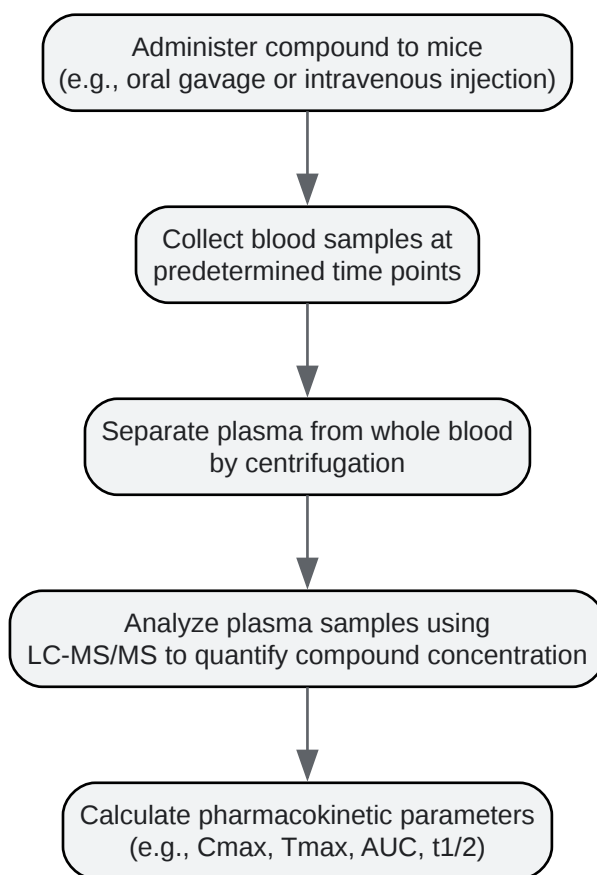 Administer compound to mice
(e.g., oral gavage or intravenous injection)
Collect blood samples at
predetermined time points
Separate plasma from whole blood
by centrifugation
Analyze plasma samples using
LC-MS/MS to quantify compound concentration
Calculate pharmacokinetic parameters
(e.g., Cmax, Tmax, AUC, t1/2)